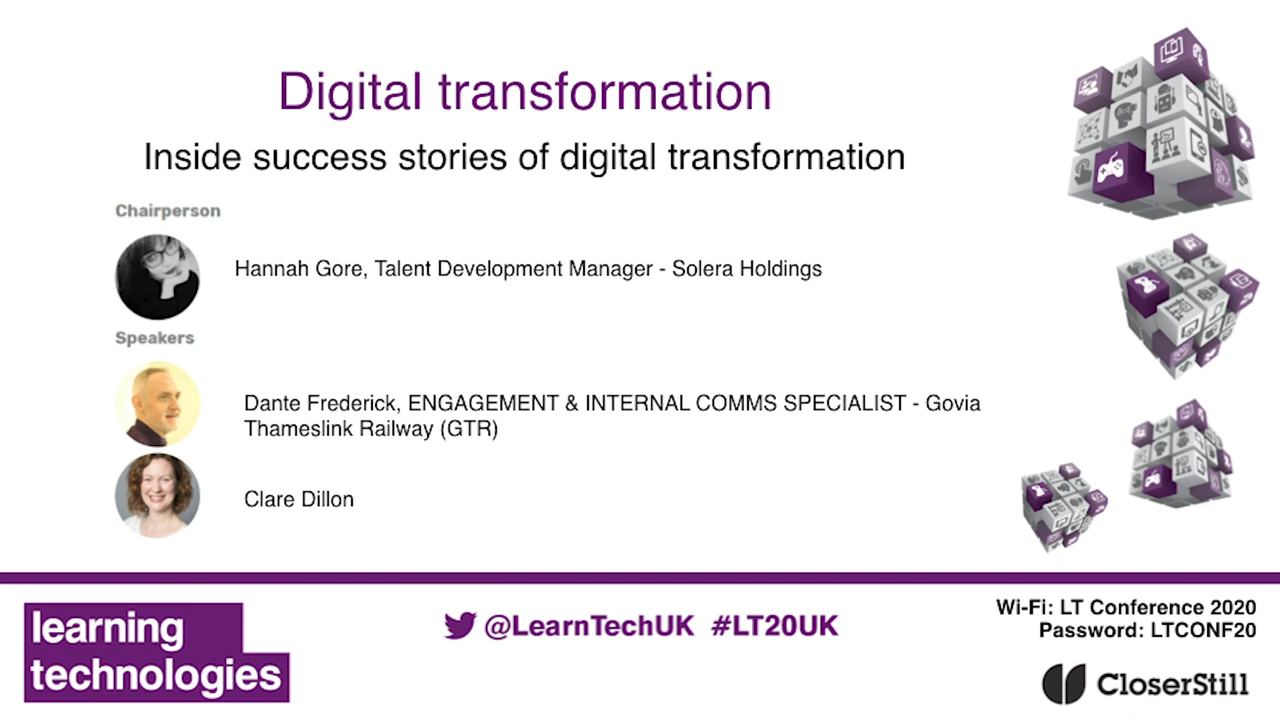 Digital transformation
Inside success stories of digital transformation
Chairperson
Hannah Gore, Talent Development Manager - Solera Holdings
Speakers
Dante Frederick, ENGAGEMENT & INTERNAL COMMS SPECIALIST - Govia
Thameslink Railway (GTR)
Clare Dillon
learning
technologies
@LearnTechUK #LT20UK
Wi-Fi: LT Conference 2020
Password: LTCONF20
CloserStill